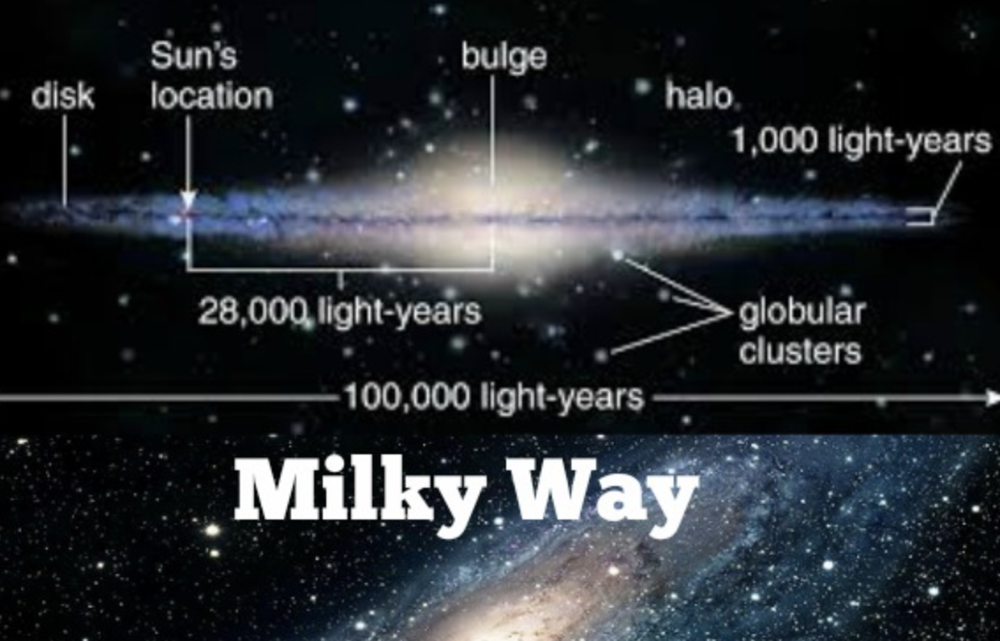 Sun's
location
bulge
disk
halo
1,000 light-years
28,000 light-years
globular
clusters
100,000 light-years
Milky Way